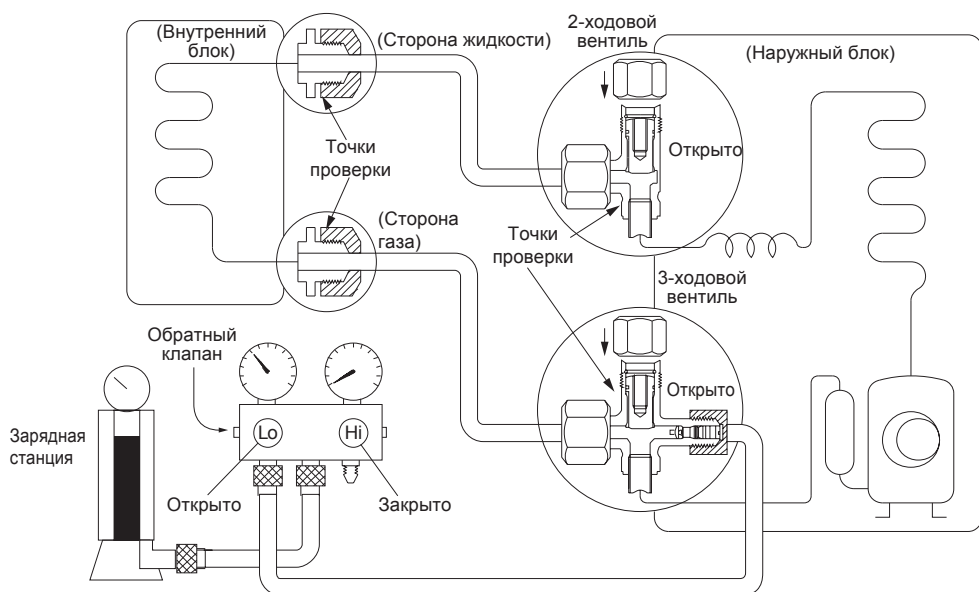 (Внутренний
блок)
(Сторона жидкости)
2-ходовой
вентиль
(Наружный блок)
Точки
проверки
Открыто
(Сторона
газа)
Точки
проверки
3-ходовой
вентиль
Обратный
клапан
Открыто
Зарядная
станция
Lo
Hi
Открыто
Закрыто